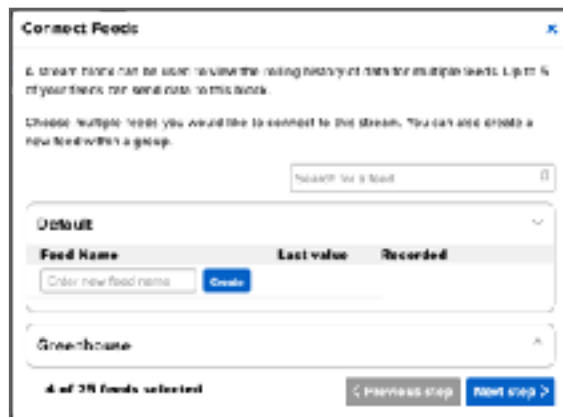 Connect Feeds
A stream block can be used to view the rolling history of data for multiple feeds. Up to 5
of your feeds can send data to this block.
Choose multiple feeds you would like to connect to this stream. You can also create a
new feed within a group.
Search for a feed
Default
Feed Name Last value Recorded
Enter new feed name Create
Greenhouse
4 of 25 feeds selected < Previous step Next step >